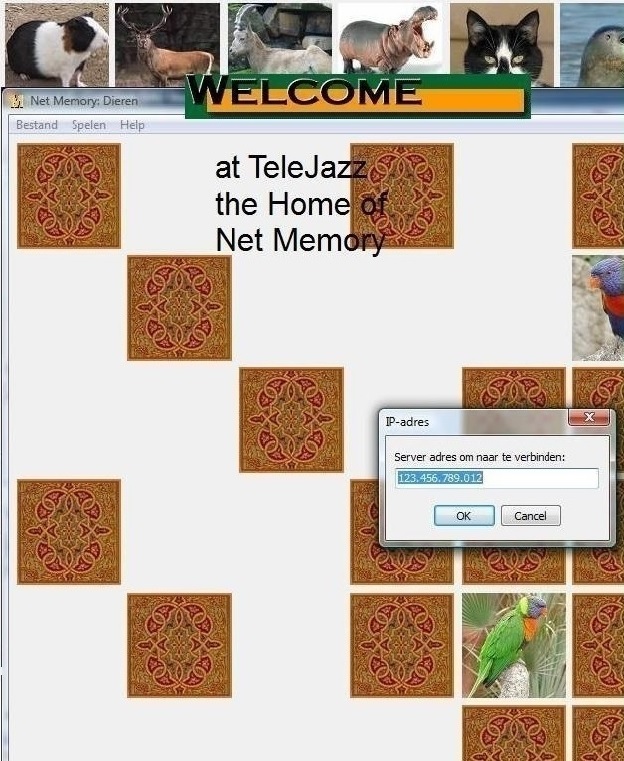 WELCOME
Net Memory: Dieren
Bestand Spelen Help
at TeleJazz
the Home of
Net Memory
IP-adres
Server adres om naar te verbinden:
123.456.789.012
OK Cancel